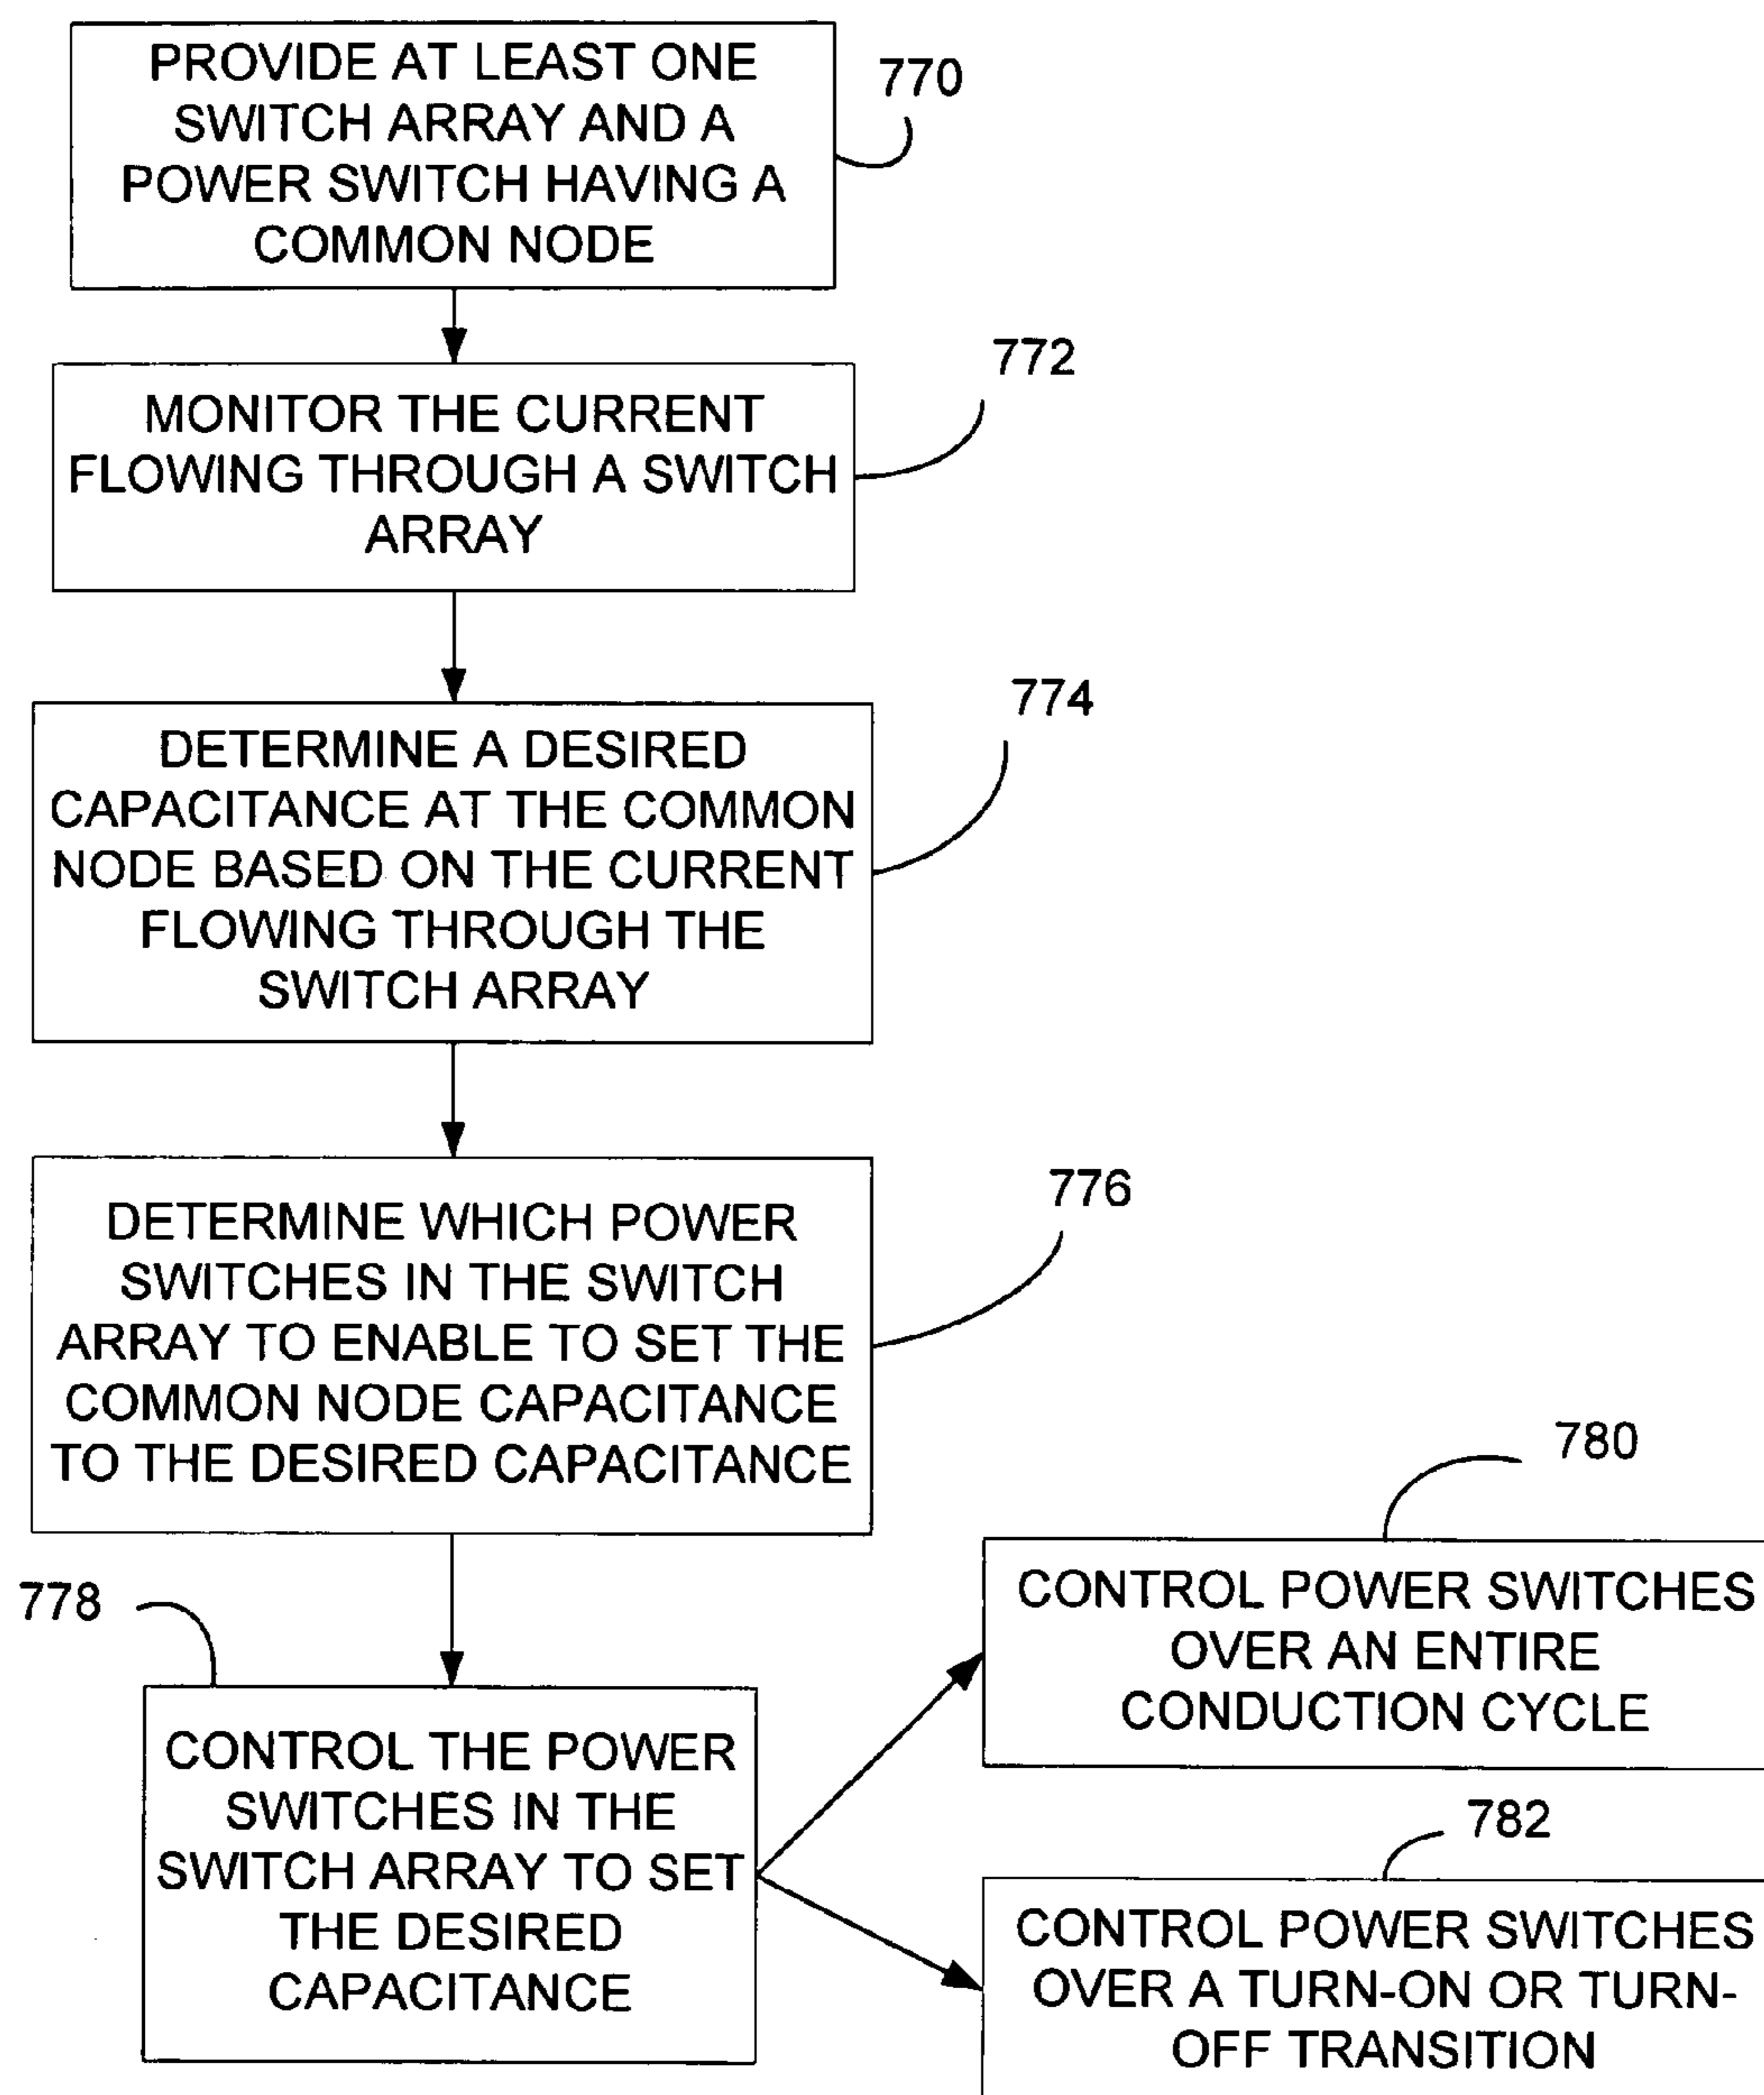 PROVIDE AT LEAST ONE
SWITCH ARRAY AND A
POWER SWITCH HAVING A
COMMON NODE
770
MONITOR THE CURRENT
FLOWING THROUGH A SWITCH
ARRAY
772
DETERMINE A DESIRED
CAPACITANCE AT THE COMMON
NODE BASED ON THE CURRENT
FLOWING THROUGH THE
SWITCH ARRAY
774
DETERMINE WHICH POWER
SWITCHES IN THE SWITCH
ARRAY TO ENABLE TO SET THE
COMMON NODE CAPACITANCE
TO THE DESIRED CAPACITANCE
776
778
CONTROL THE POWER
SWITCHES IN THE
SWITCH ARRAY TO SET
THE DESIRED
CAPACITANCE
780
CONTROL POWER SWITCHES
OVER AN ENTIRE
CONDUCTION CYCLE
782
CONTROL POWER SWITCHES
OVER A TURN-ON OR TURN-
OFF TRANSITION